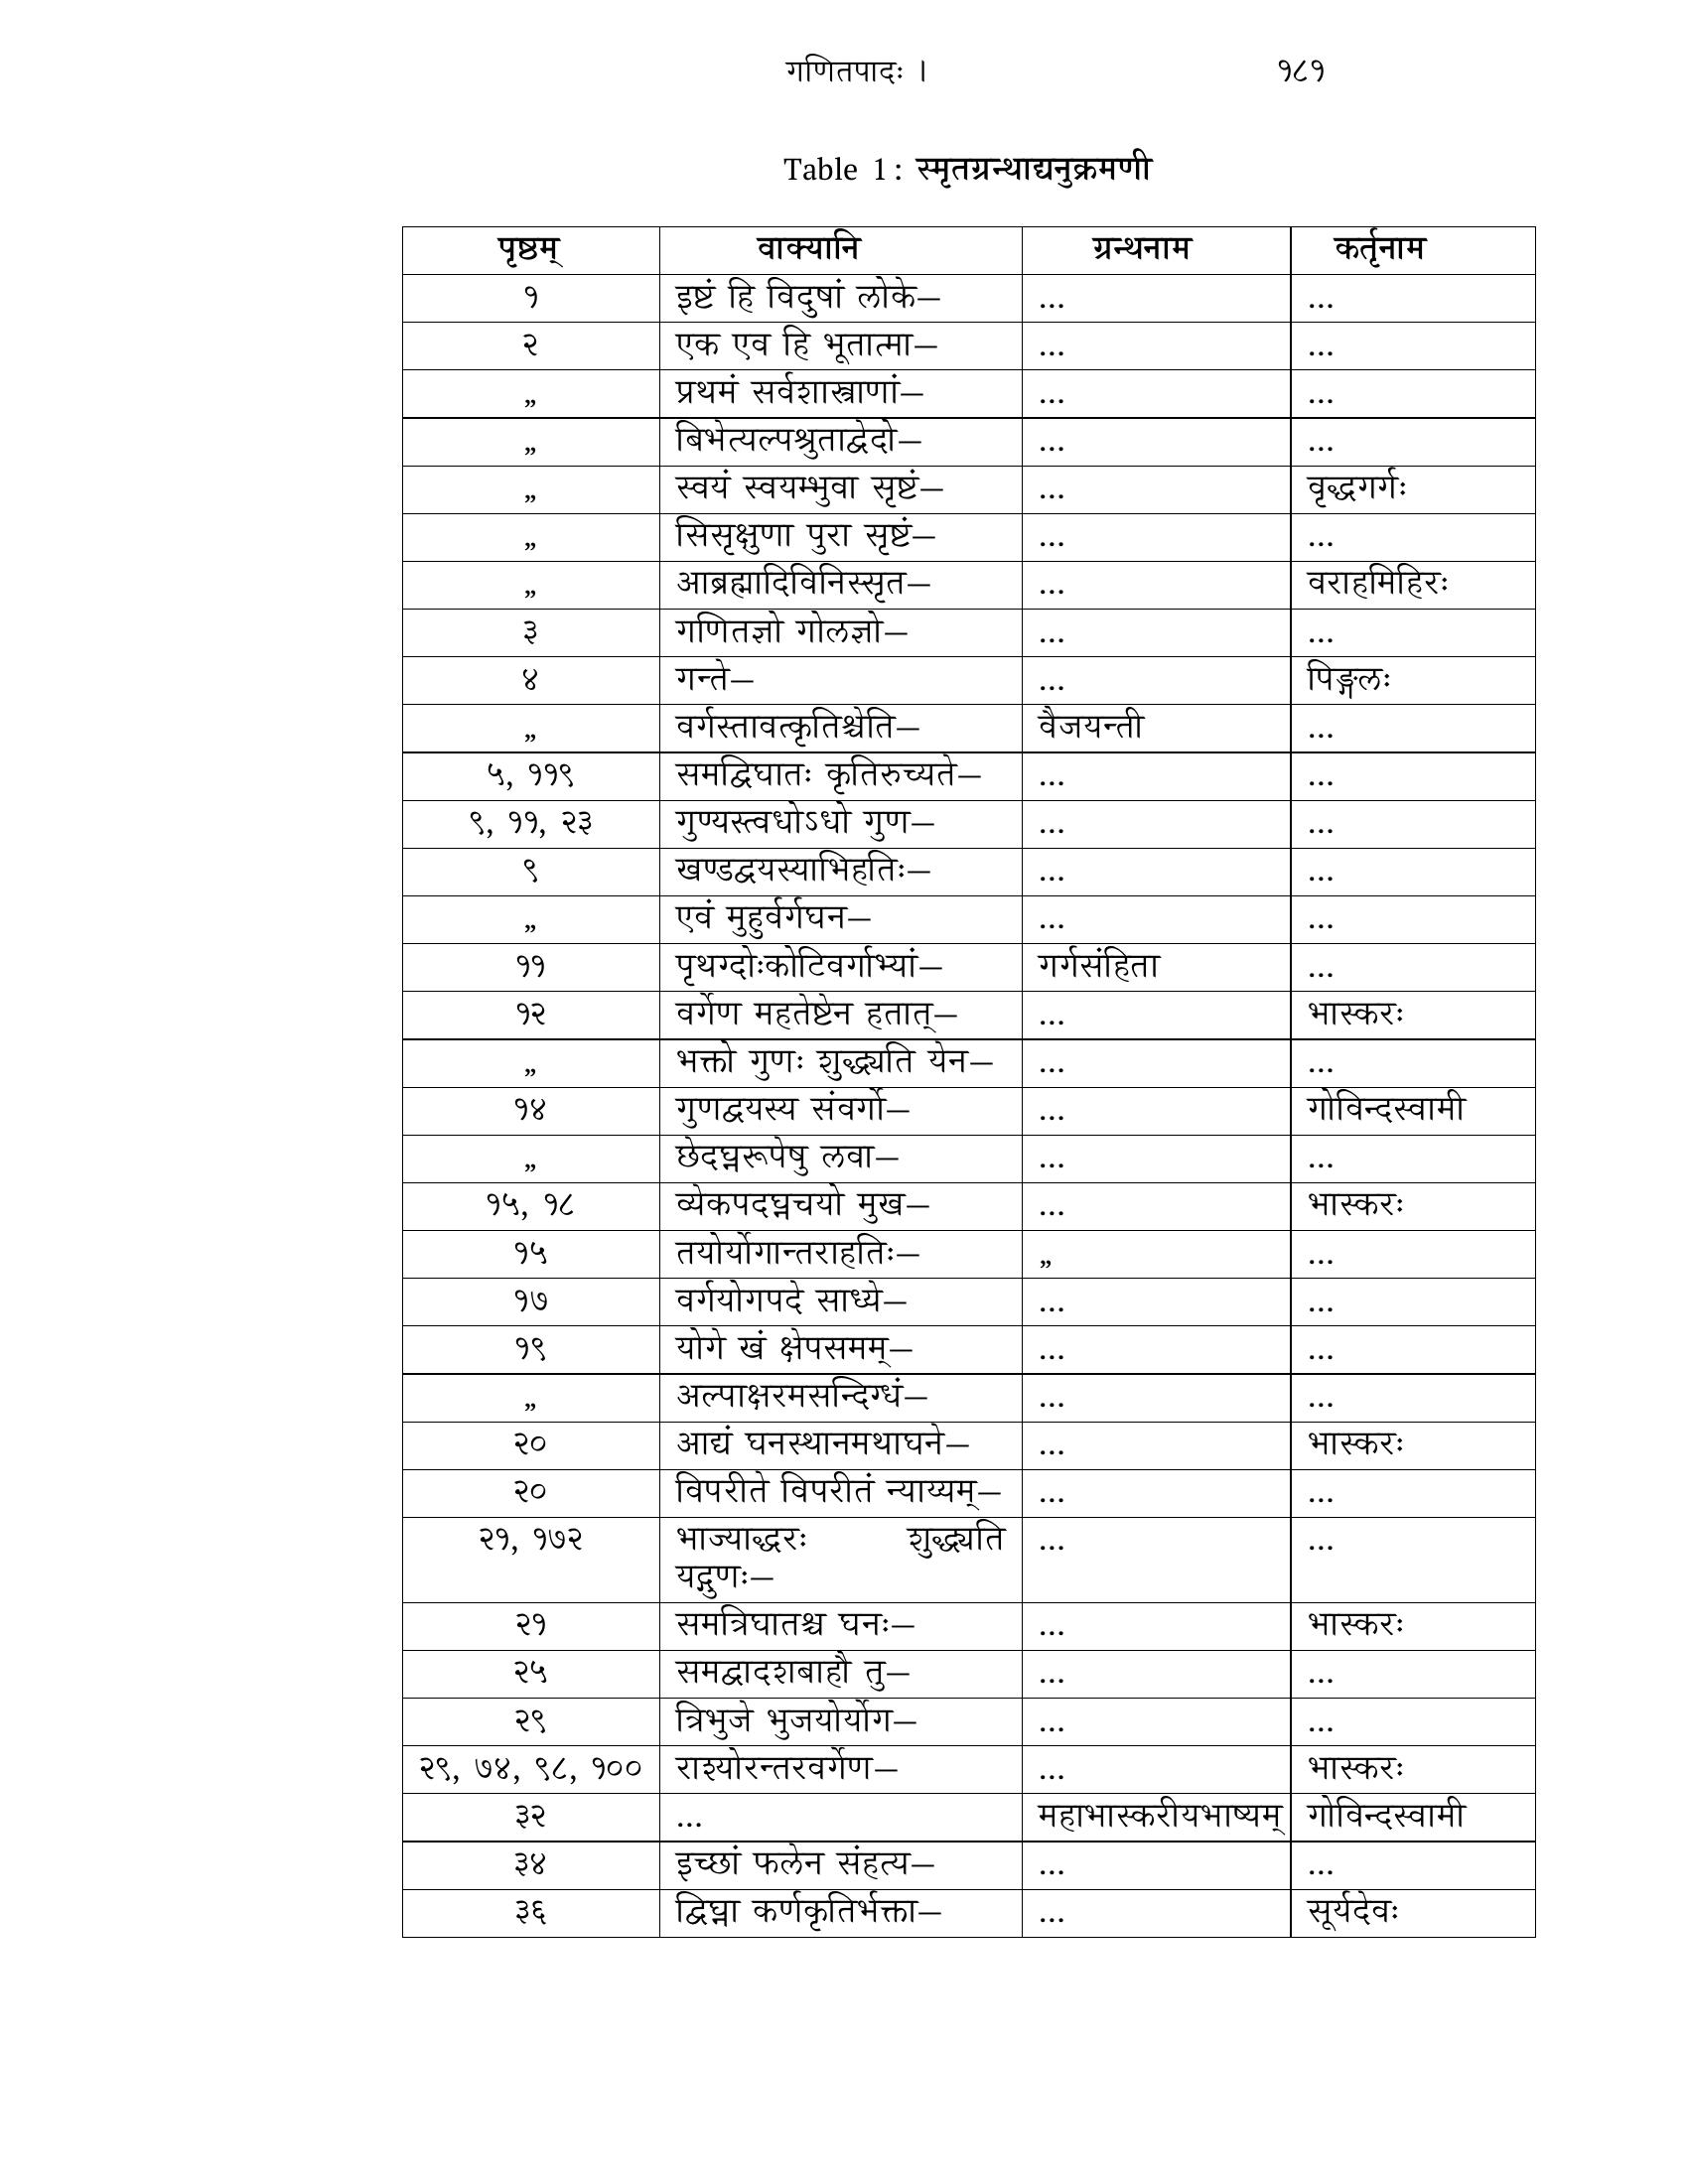 गणितपादः । १८१
Table 1: स्मृतग्रन्थाद्यनुक्रमणी
पृष्ठम् वाक्यानि ग्रन्थनाम कर्तृनाम
१ इष्टं हि विदुषां लोके— ... ...
२ एक एव हि भूतात्मा— ... ...
„ प्रथमं सर्वशास्त्राणां— ... ...
„ बिभेत्यल्पश्रुताद्वेदो— ... ...
„ स्वयं स्वयम्भुवा सृष्टं— ... वृद्धगर्गः
„ सिसृक्षुणा पुरा सृष्टं— ... ...
„ आब्रह्मादिविनिस्सृत— ... वराहमिहिरः
३ गणितज्ञो गोलज्ञो— ... ...
४ गन्ते— ... पिङ्गलः
„ वर्गस्तावत्कृतिश्चेति— वैजयन्ती ...
५, ११९ समद्विघातः कृतिरुच्यते— ... ...
९, ११, २३ गुण्यस्त्वधोऽधो गुण— ... ...
९ खण्डद्वयस्याभिहतिः— ... ...
„ एवं मुहुर्वर्गघन— ... ...
११ पृथग्दोःकोटिवर्गाभ्यां— गर्गसंहिता ...
१२ वर्गेण महतेष्टेन हतात्— ... भास्करः
„ भक्तो गुणः शुद्ध्यति येन— ... ...
१४ गुणद्वयस्य संवर्गो— ... गोविन्दस्वामी
„ छेदघ्नरूपेषु लवा— ... ...
१५, १८ व्येकपदघ्नचयो मुख— ... भास्करः
१५ तयोर्योगान्तराहतिः— „ ...
१७ वर्गयोगपदे साध्ये— ... ...
१९ योगे खं क्षेपसमम्— ... ...
„ अल्पाक्षरमसन्दिग्धं— ... ...
२० आद्यं घनस्थानमथाघने— ... भास्करः
२० विपरीते विपरीतं न्याय्यम्— ... ...
२१, १७२ भाज्याद्धरः शुद्ध्यति ... ...
यद्गुणः—
२१ समत्रिघातश्च घनः— ... भास्करः
२५ समद्वादशबाहौ तु— ... ...
२९ त्रिभुजे भुजयोर्योग— ... ...
२९, ७४, ९८, १०० राश्योरन्तरवर्गेण— ... भास्करः
३२ ... महाभास्करीयभाष्यम् गोविन्दस्वामी
३४ इच्छां फलेन संहत्य— ... ...
३६ द्विघ्ना कर्णकृतिर्भक्ता— ... सूर्यदेवः